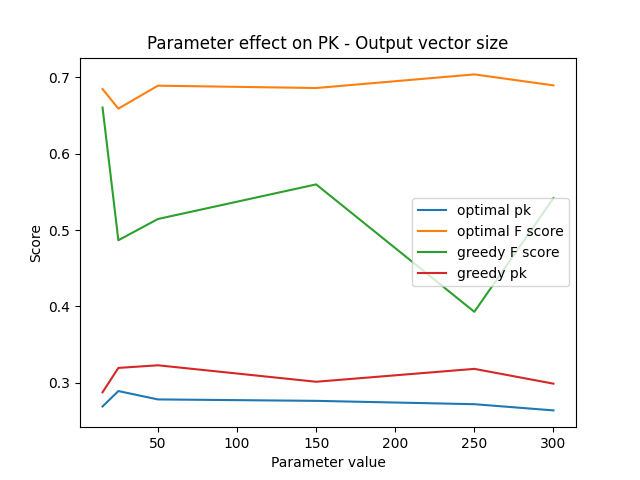 Parameter effect on PK - Output vector size
Score
0.7
0.6
0.5
0.4
0.3
optimal pk
optimal F score
greedy F score
greedy pk
50
100
150
200
250
300
Parameter value